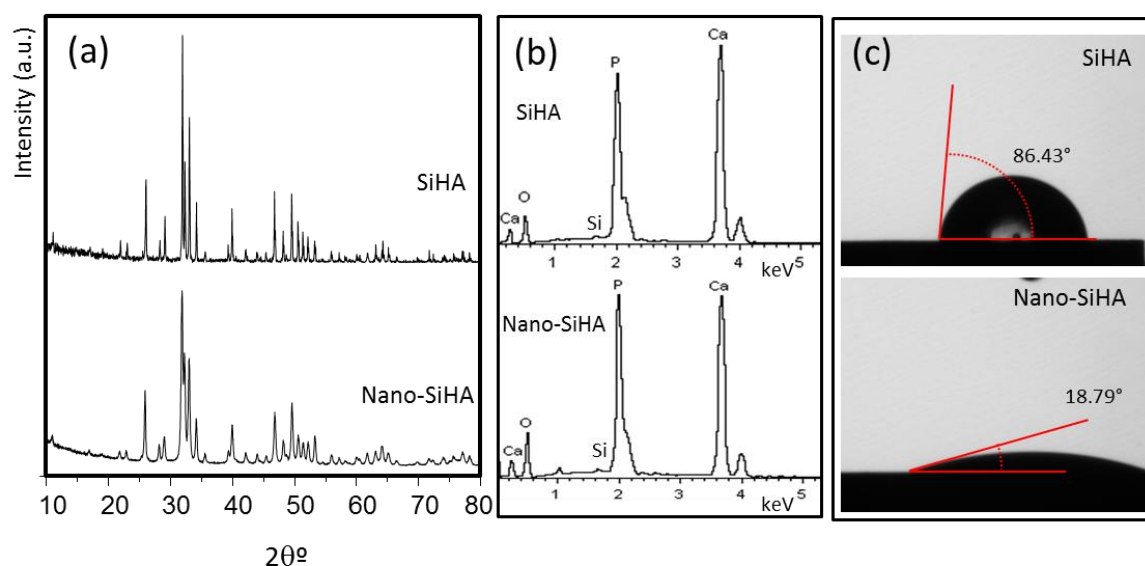 (a)
Intensity (a.u.)
SiHA
Nano-SiHA
10 20 30 40 50 60 70 80
2θº
(b)
P
Ca
SiHA
Ca
O
Si
1 2 3 4 5
keV
P
Ca
Nano-SiHA
O
Ca
Si
1 2 3 4 5
keV
(c)
SiHA
86.43°
Nano-SiHA
18.79°